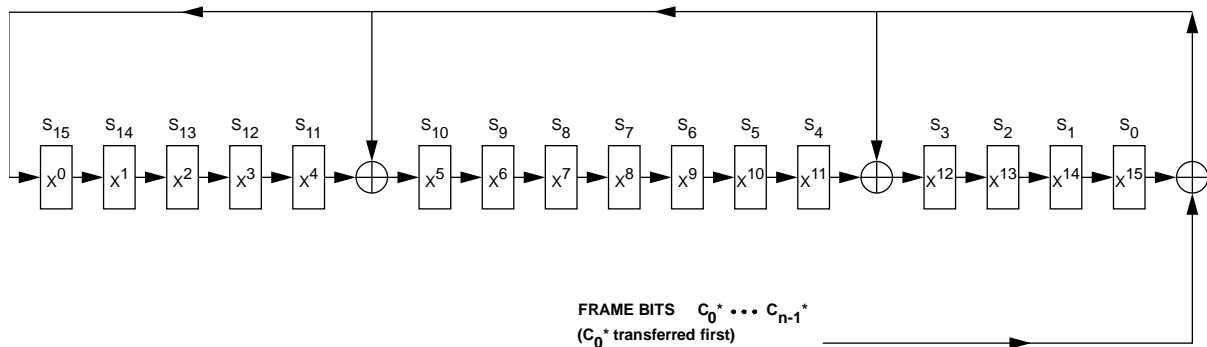 S₁₅ S₁₄ S₁₃ S₁₂ S₁₁ S₁₀ S₉ S₈ S₇ S₆ S₅ S₄ S₃ S₂ S₁ S₀
X⁰ X¹ X² X³ X⁴ X⁵ X⁶ X⁷ X⁸ X⁹ X¹⁰ X¹¹ X¹² X¹³ X¹⁴ X¹⁵
FRAME BITS C₀* ••• Cₙ₋₁*
(C₀* transferred first)